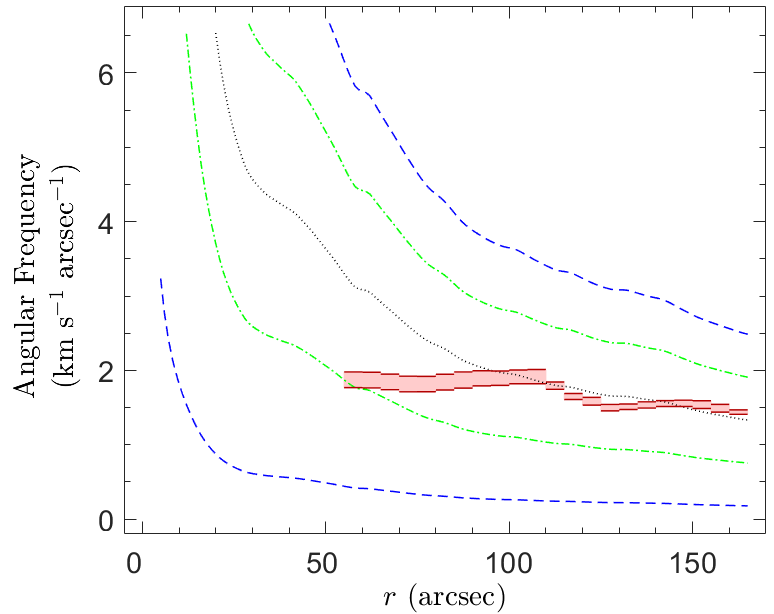 Angular Frequency
(km s⁻¹ arcsec⁻¹)
6
4
2
0
0 50 100 150
r (arcsec)